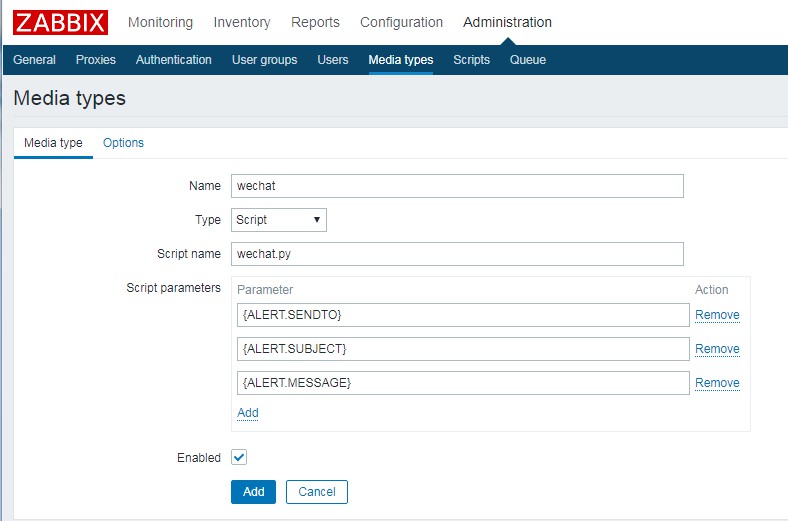 ZABBIX Monitoring Inventory Reports Configuration Administration
General Proxies Authentication User groups Users Media types Scripts Queue
Media types
Media type Options
Name wechat
Type Script
Script name wechat.py
Script parameters Parameter Action
{ALERT.SENDTO} Remove
{ALERT.SUBJECT} Remove
{ALERT.MESSAGE} Remove
Add
Enabled
Add Cancel